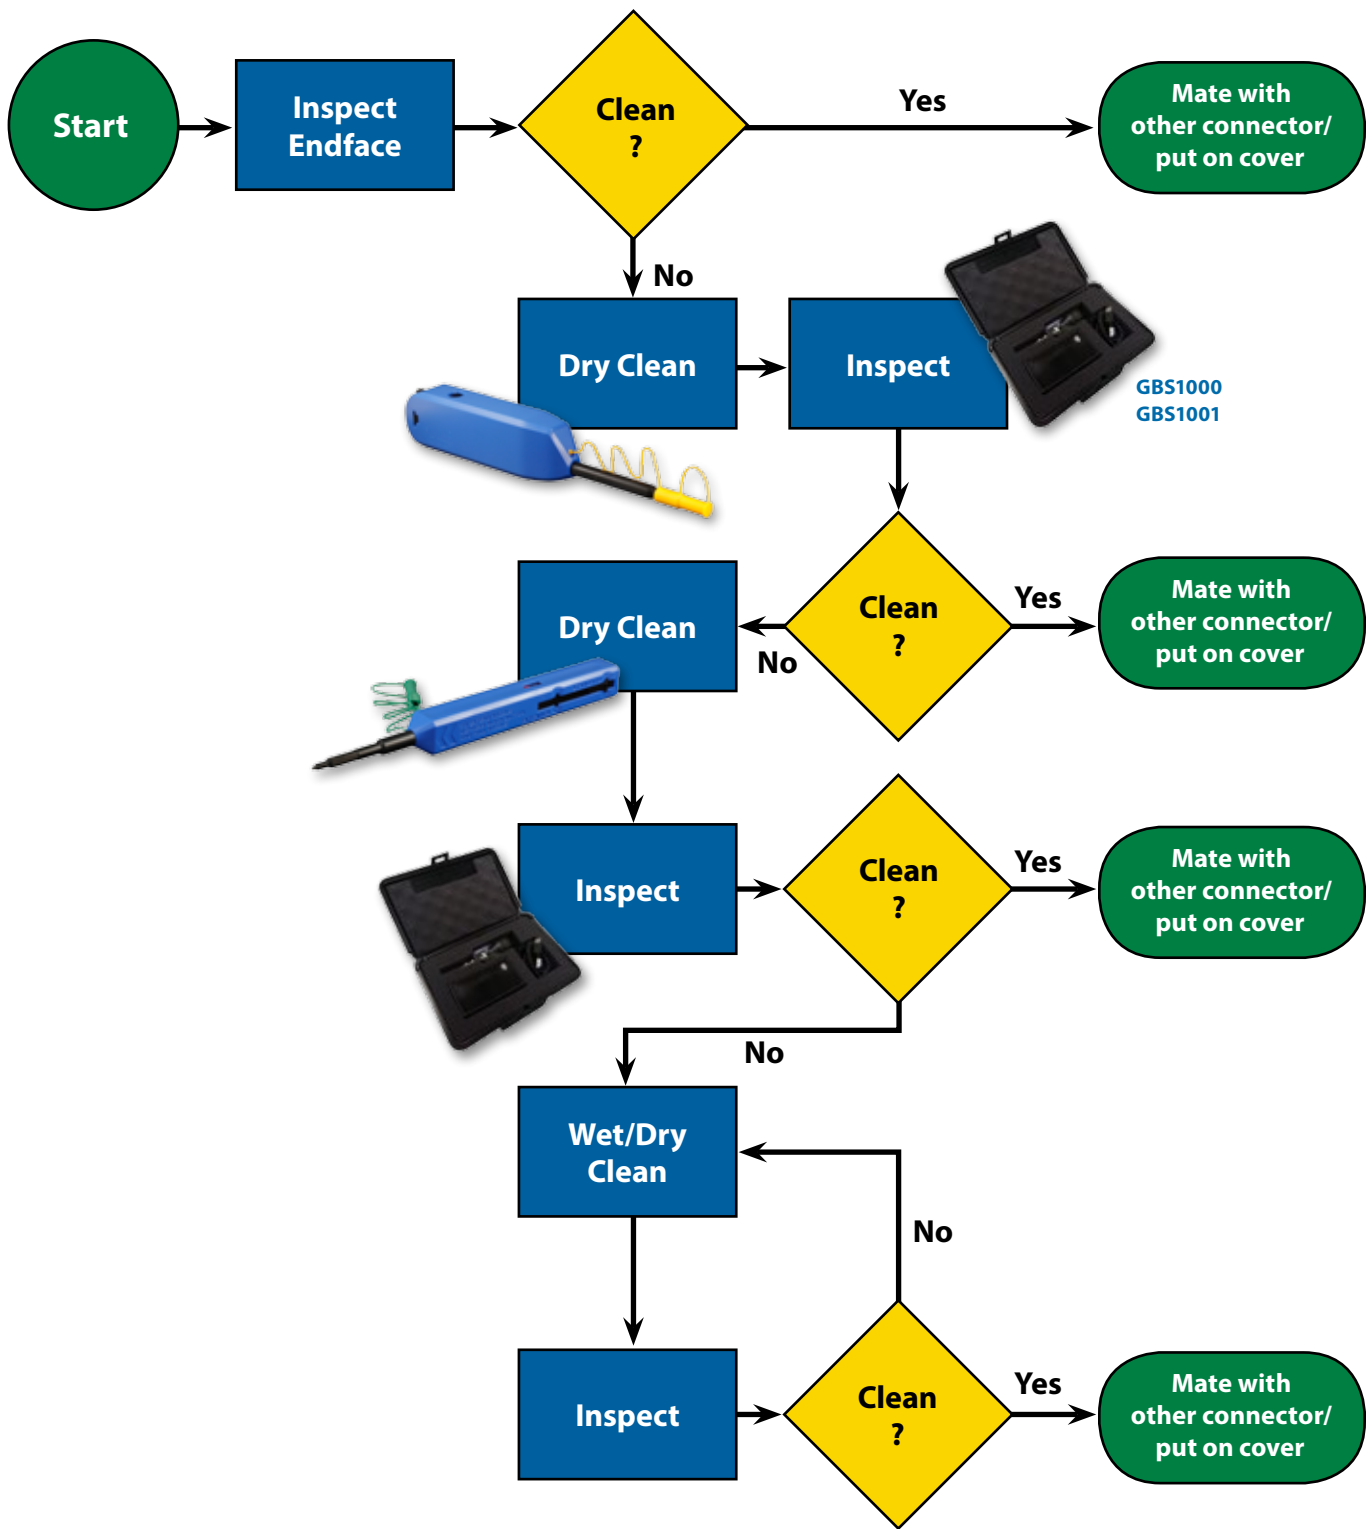 Start
Inspect
Endface
Clean
?
Yes
Mate with
other connector/
put on cover
No
Dry Clean
Inspect
GBS1000
GBS1001
Clean
?
Yes
Mate with
other connector/
put on cover
No
Dry Clean
Inspect
Clean
?
Yes
Mate with
other connector/
put on cover
No
Wet/Dry
Clean
No
Inspect
Clean
?
Yes
Mate with
other connector/
put on cover